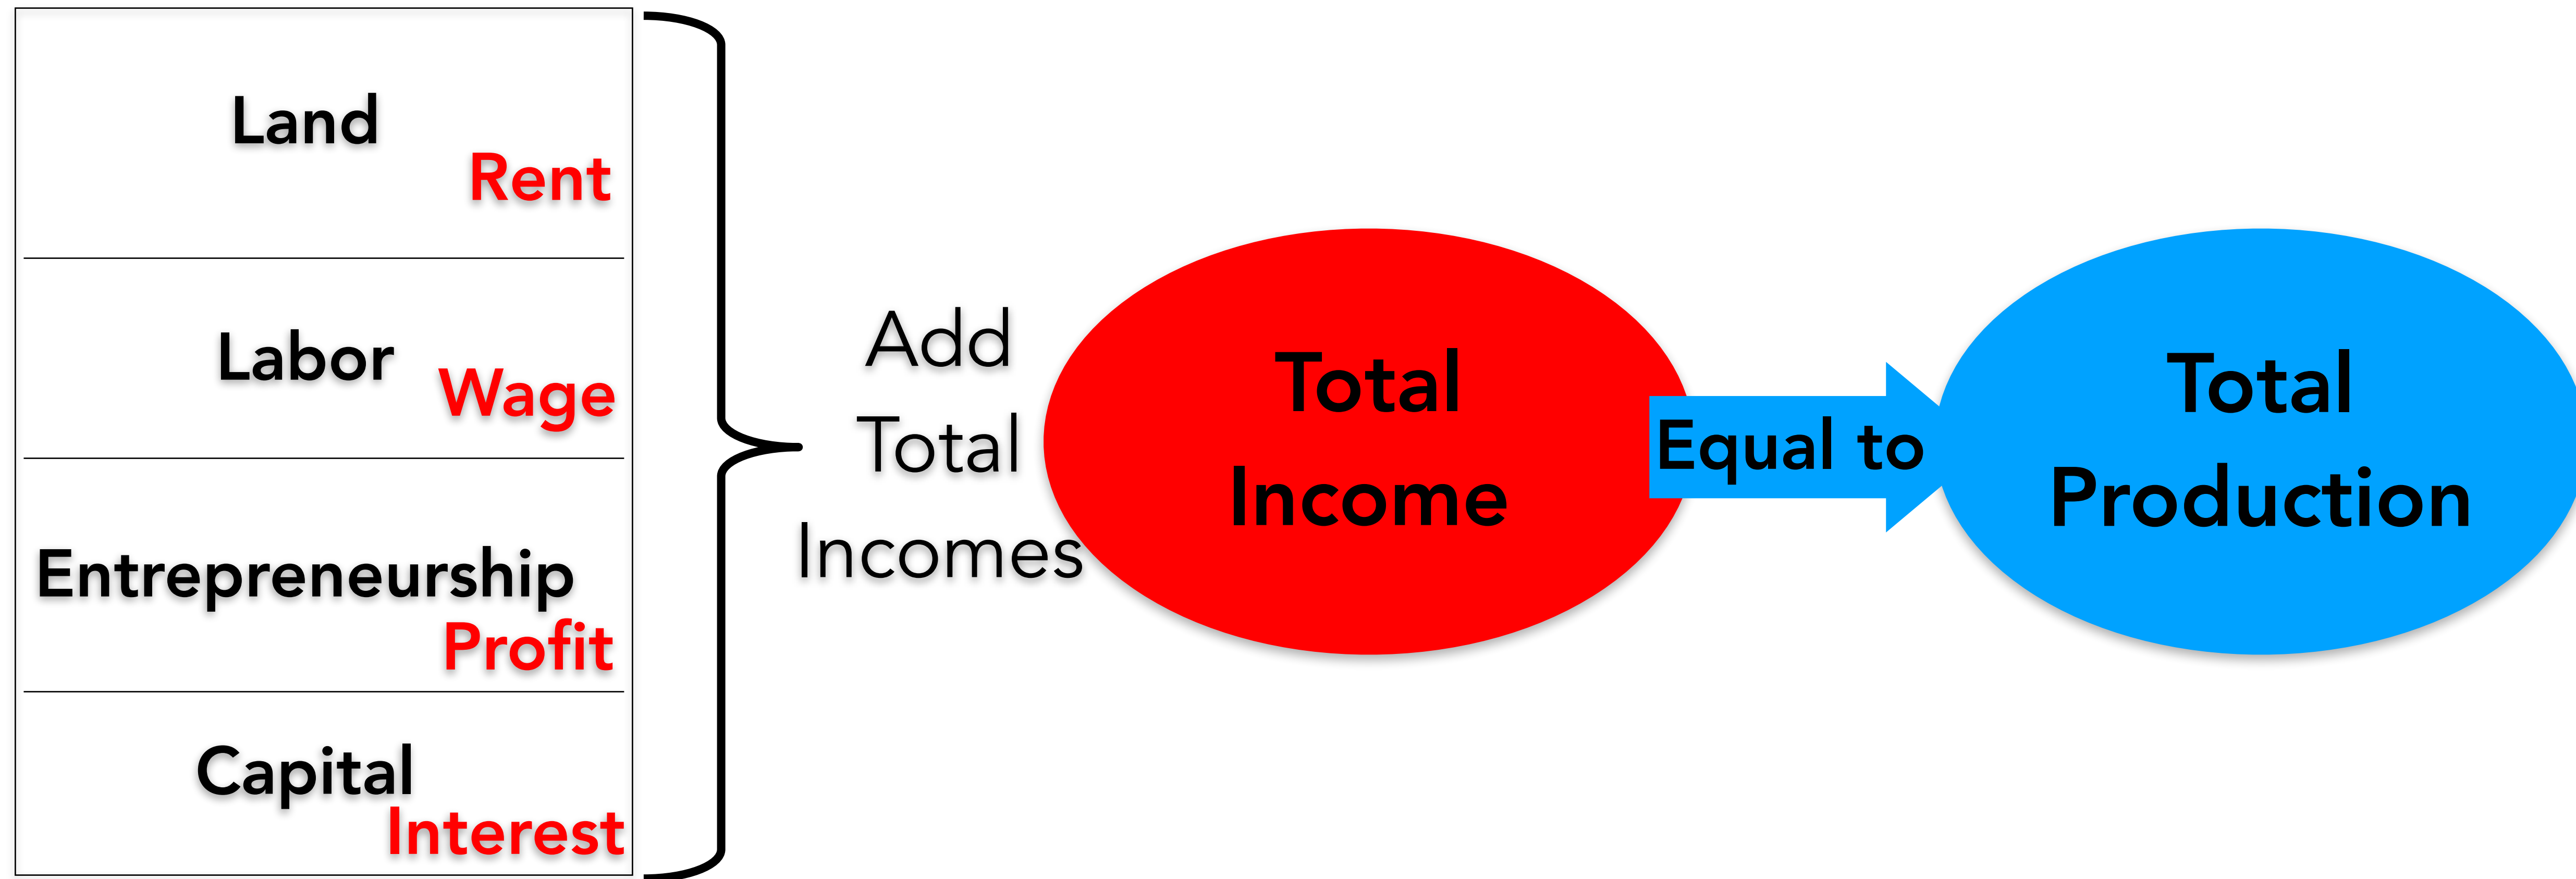 Land
Rent
Labor
Wage
Entrepreneurship
Profit
Capital
Interest
Add
Total
Incomes
Total
Income
Equal to
Total
Production